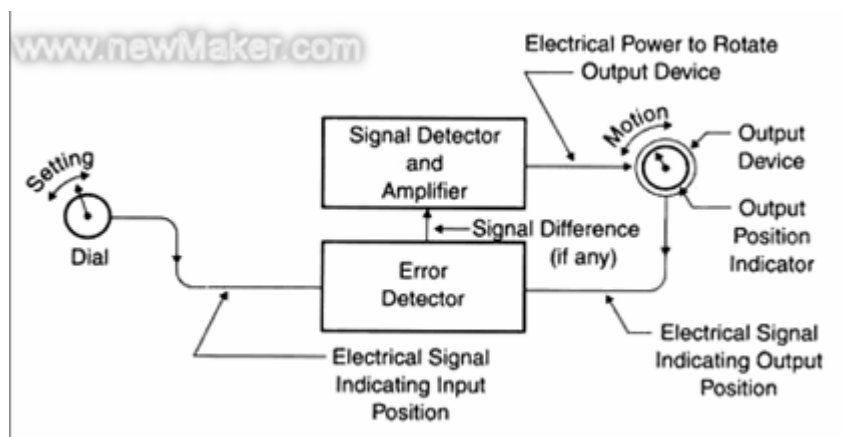 www.newMaker.com
Electrical Power to Rotate
Output Device
Signal Detector
and
Amplifier
Motion
Output
Device
Setting
Dial
Signal Difference
(if any)
Output
Position
Indicator
Error
Detector
Electrical Signal
Indicating Input
Position
Electrical Signal
Indicating Output
Position